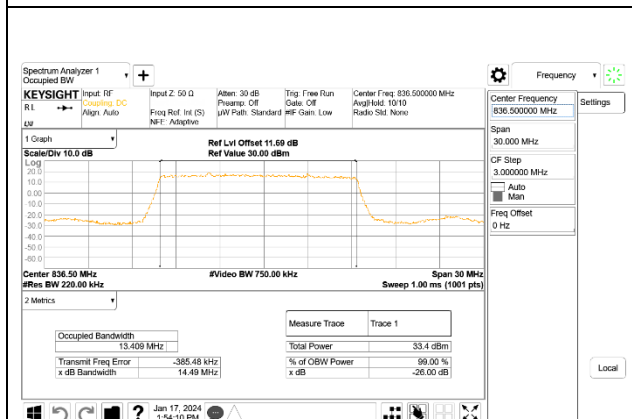 Spectrum Analyzer 1
Occupied BW
Frequency
KEYSIGHT Input: RF Input Z: 50 Ω Atten: 30 dB Trig: Free Run Center Freq: 836.500000 MHz
R L Coupling: DC Preamp: Off Gate: Off Avg|Hold: 10/10
Align: Auto Freq Ref: Int (S) µW Path: Standard #IF Gain: Low Radio Std: None
NFE: Adaptive
Center Frequency
836.500000 MHz
Settings
Span
30.000 MHz
CF Step
3.000000 MHz
Auto
Man
Freq Offset
0 Hz
1 Graph
Ref Lvl Offset 11.69 dB
Scale/Div 10.0 dB Ref Value 30.00 dBm
Log
20.0
10.0
0.00
-10.0
-20.0
-30.0
-40.0
-50.0
-60.0
Center 836.50 MHz #Video BW 750.00 kHz Span 30 MHz
#Res BW 220.00 kHz Sweep 1.00 ms (1001 pts)
2 Metrics
Measure Trace Trace 1
Occupied Bandwidth
13.409 MHz
Total Power 33.4 dBm
Transmit Freq Error -385.48 kHz % of OBW Power 99.00 %
x dB Bandwidth 14.49 MHz x dB -26.00 dB
Local
Jan 17, 2024
1:54:10 PM